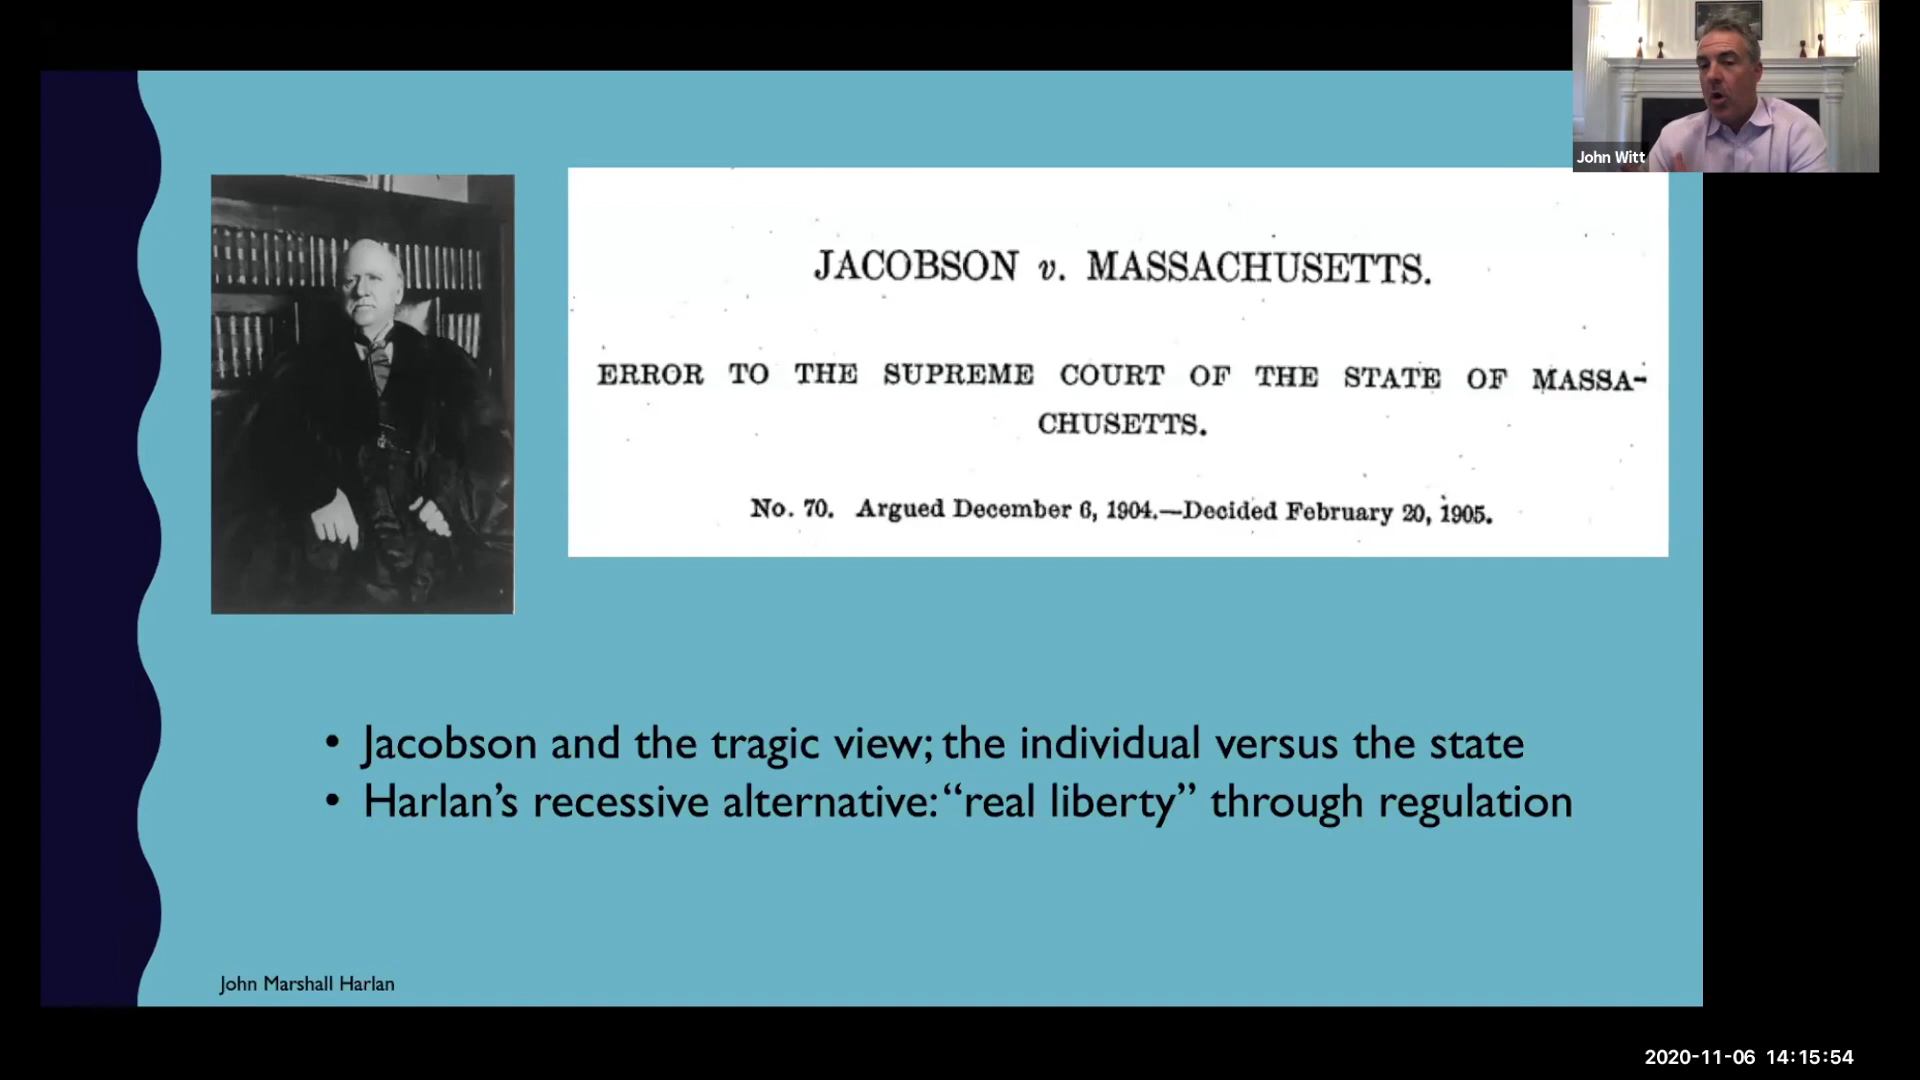 John Witt
JACOBSON v. MASSACHUSETTS.
ERROR TO THE SUPREME COURT OF THE STATE OF MASSA-
CHUSETTS.
No. 70. Argued December 6, 1904.—Decided February 20, 1905.
• Jacobson and the tragic view; the individual versus the state
• Harlan’s recessive alternative: “real liberty” through regulation
John Marshall Harlan
2020-11-06 14:15:54